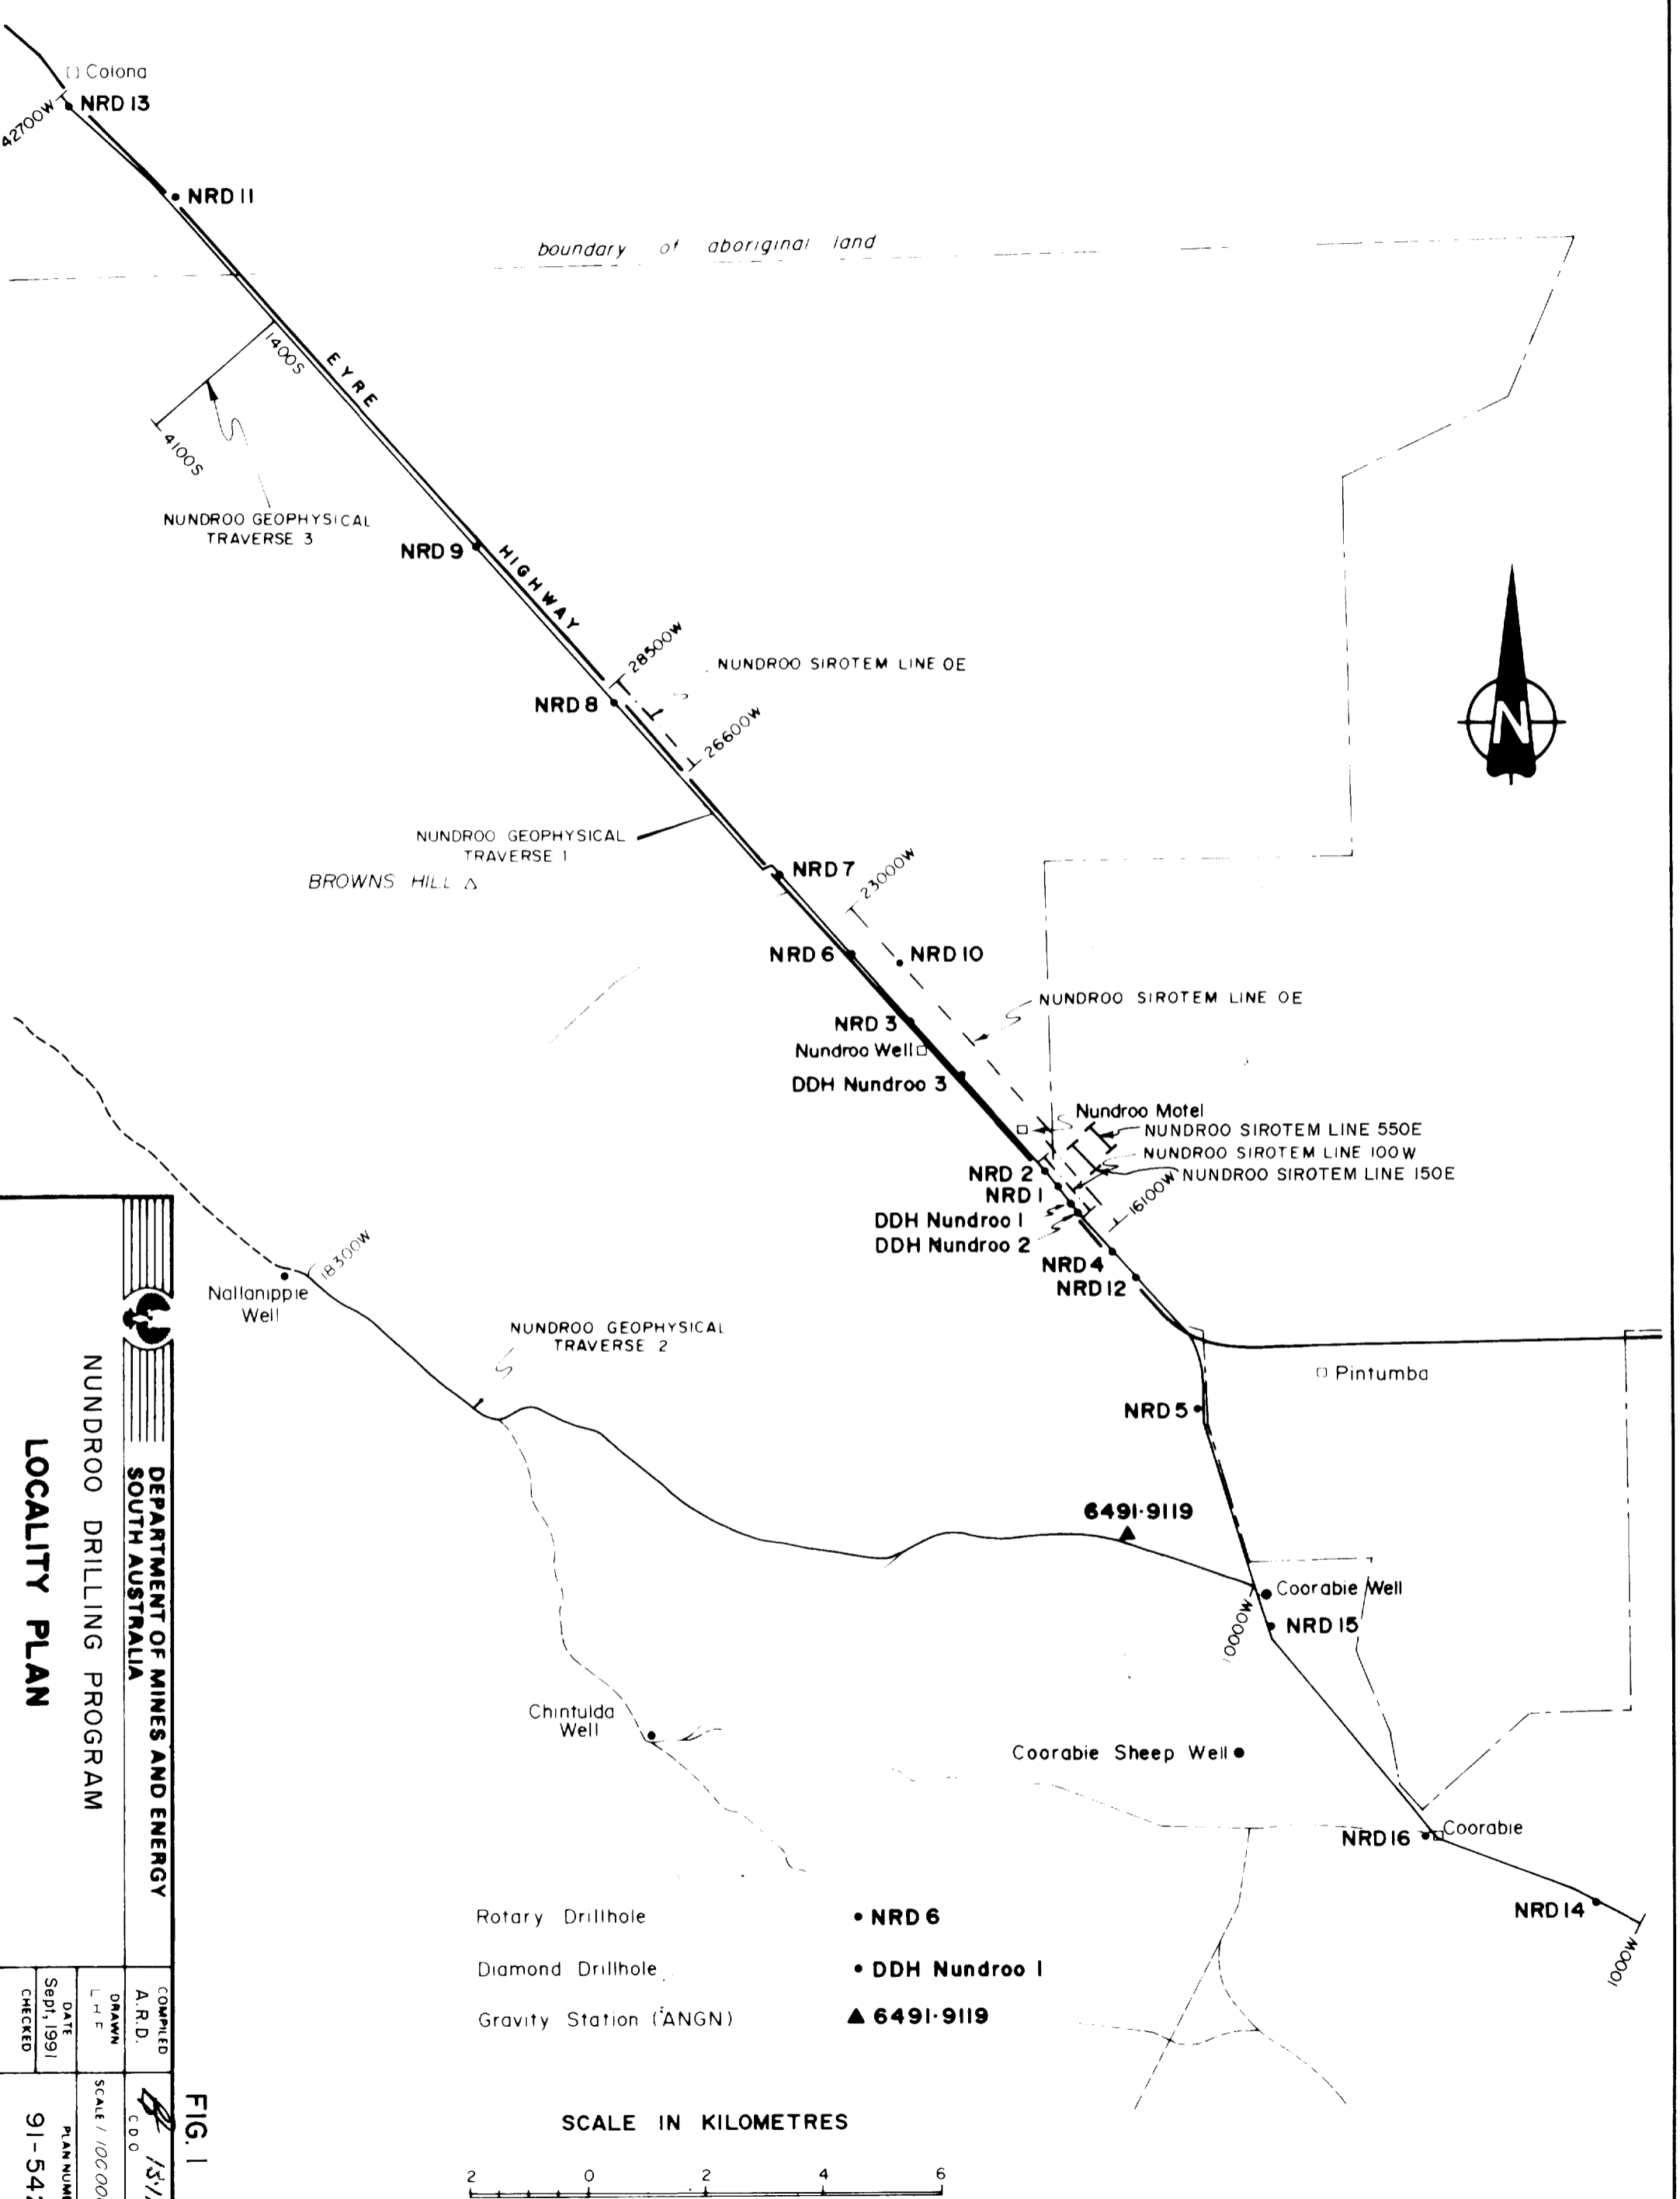 Colona
NRD 13
42700W
NRD 11
boundary of aboriginal land
1400S
EYRE
4100S
NUNDROO GEOPHYSICAL
TRAVERSE 3
NRD 9
HIGHWAY
28500W
NUNDROO SIROTEM LINE OE
NRD 8
26600W
N
NUNDROO GEOPHYSICAL
TRAVERSE 1
NRD 7
23000W
BROWNS HILL
NRD 6
NRD 10
NUNDROO SIROTEM LINE OE
NRD 3
Nundroo Well
DDH Nundroo 3
Nundroo Motel
NUNDROO SIROTEM LINE 550E
NUNDROO SIROTEM LINE 100W
NUNDROO SIROTEM LINE 150E
NRD 2
NRD 1
16100W
DDH Nundroo 1
DDH Nundroo 2
NRD 4
NRD 12
18300W
Nallanippie
Well
NUNDROO GEOPHYSICAL
TRAVERSE 2
Pintumba
NRD 5
6491·9119
Coorabie Well
10000W
NRD 15
Chintulda
Well
Coorabie Sheep Well
Coorabie
NRD 16
NRD 14
1000W
Rotary Drillhole
NRD 6
Diamond Drillhole
DDH Nundroo 1
Gravity Station (ANGN)
6491·9119
SCALE IN KILOMETRES
2 0 2 4 6
FIG. 1
DEPARTMENT OF MINES AND ENERGY
SOUTH AUSTRALIA
NUNDROO DRILLING PROGRAM
LOCALITY PLAN
COMPILED
A.R.D.
DRAWN
DATE
Sept, 1991
CHECKED
C D O
SCALE
PLAN
91-54